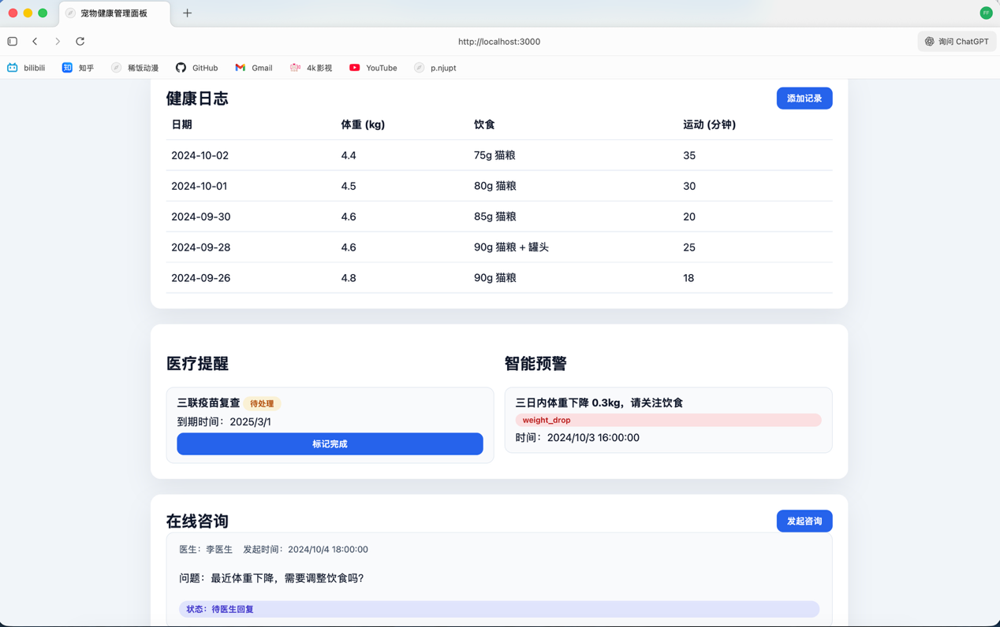 宠物健康管理面板
FF
http://localhost:3000
询问 ChatGPT
bilibili 知 知乎 稀饭动漫 GitHub Gmail 4k影视 YouTube p.njupt
健康日志 添加记录
日期 体重 (kg) 饮食 运动 (分钟)
2024-10-02 4.4 75g 猫粮 35
2024-10-01 4.5 80g 猫粮 30
2024-09-30 4.6 85g 猫粮 20
2024-09-28 4.6 90g 猫粮 + 罐头 25
2024-09-26 4.8 90g 猫粮 18
医疗提醒
三联疫苗复查 待处理
到期时间：2025/3/1
标记完成
智能预警
三日内体重下降 0.3kg，请关注饮食
weight_drop
时间：2024/10/3 16:00:00
在线咨询 发起咨询
医生：李医生 发起时间：2024/10/4 18:00:00
问题：最近体重下降，需要调整饮食吗?
状态：待医生回复